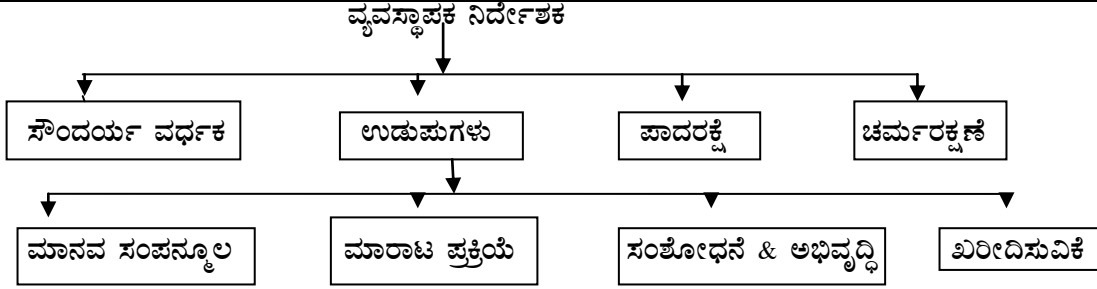 ವ್ಯವಸ್ಥಾಪಕ ನಿರ್ದೇಶಕ
ಸೌಂದರ್ಯ ವರ್ಧಕ ಉಡುಪುಗಳು ಪಾದರಕ್ಷೆ ಚರ್ಮರಕ್ಷಣೆ
ಮಾನವ ಸಂಪನ್ಮೂಲ ಮಾರಾಟ ಪ್ರಕ್ರಿಯೆ ಸಂಶೋಧನೆ & ಅಭಿವೃದ್ಧಿ ಖರೀದಿಸುವಿಕೆ